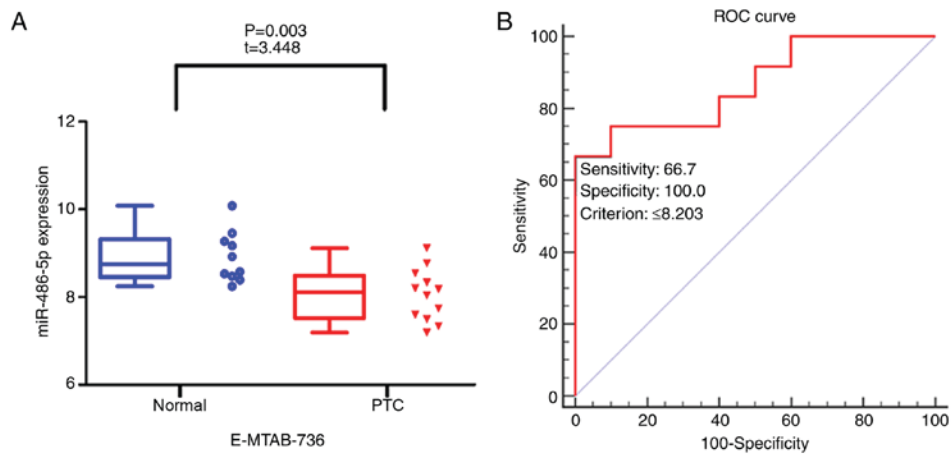 A
P=0.003
t=3.448
12
10
8
6
miR-486-5p expression
Normal
PTC
E-MTAB-736
B
ROC curve
100
80
60
40
20
0
Sensitivity
Sensitivity: 66.7
Specificity: 100.0
Criterion: ≤8.203
0
20
40
60
80
100
100-Specificity